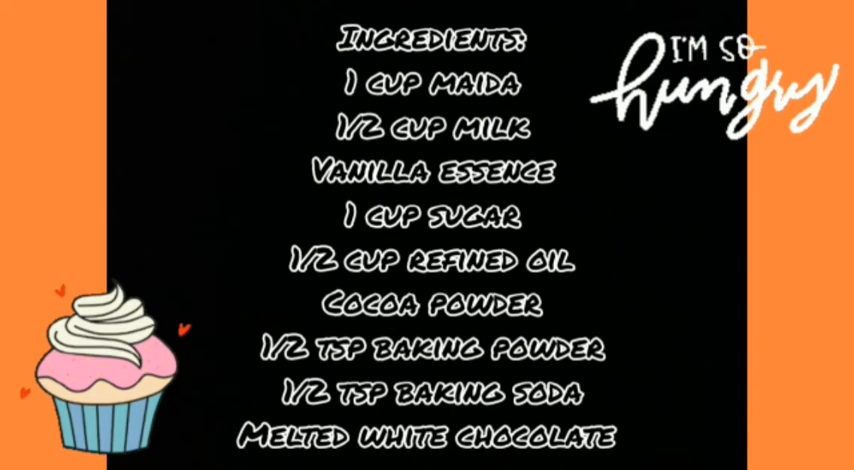 Ingredients:
1 cup maida
1/2 cup milk
Vanilla essence
1 cup sugar
1/2 cup refined oil
Cocoa powder
1/2 tsp baking powder
1/2 tsp baking soda
Melted white chocolate
I'M SO
hungry